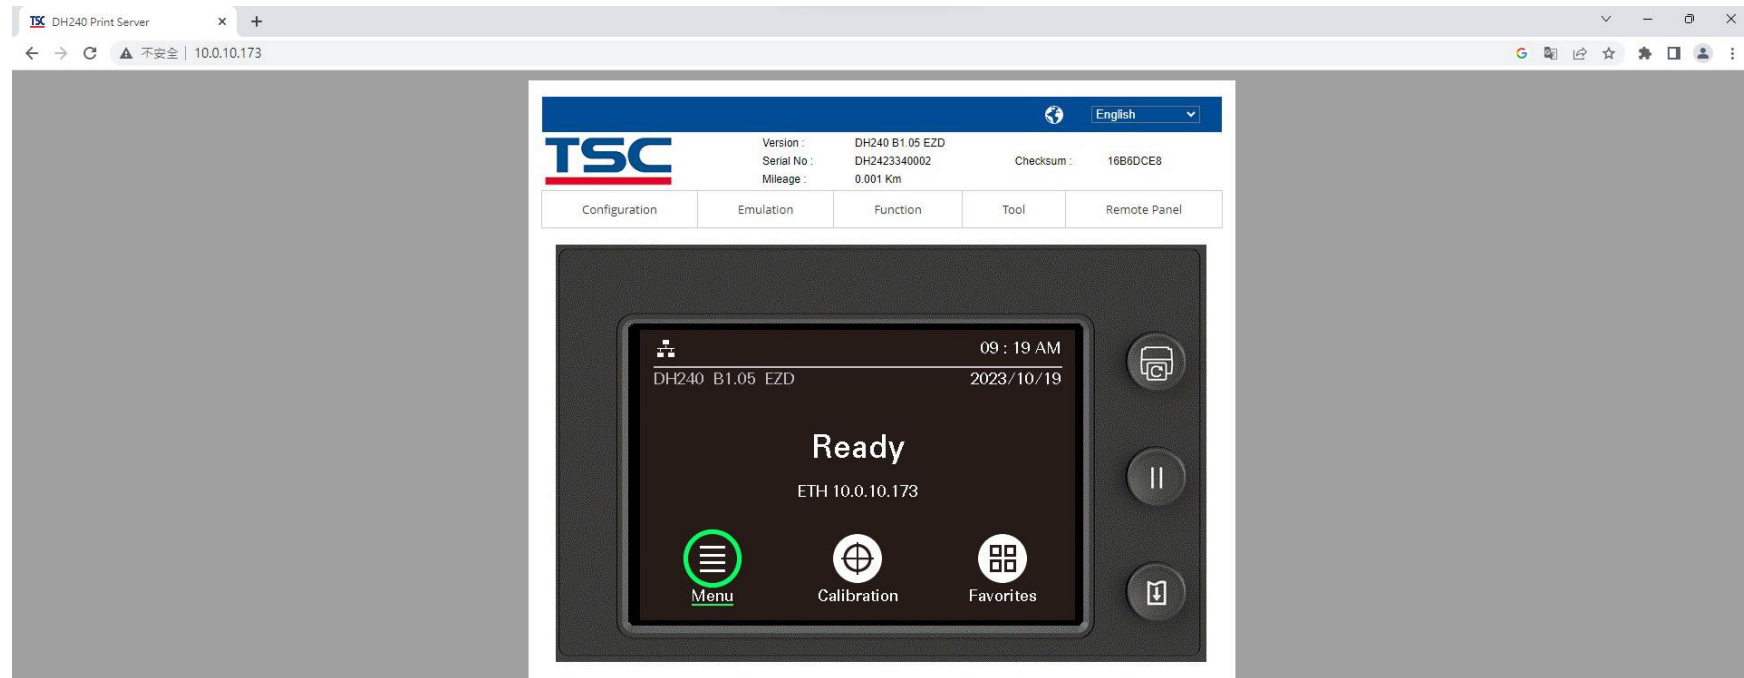 TSC DH240 Print Server
不安全 | 10.0.10.173
English
TSC
Version : DH240 B1.05 EZD
Serial No : DH2423340002 Checksum : 16B6DCE8
Mileage : 0.001 Km
Configuration Emulation Function Tool Remote Panel
09 : 19 AM
DH240 B1.05 EZD 2023/10/19
Ready
ETH 10.0.10.173
Menu Calibration Favorites